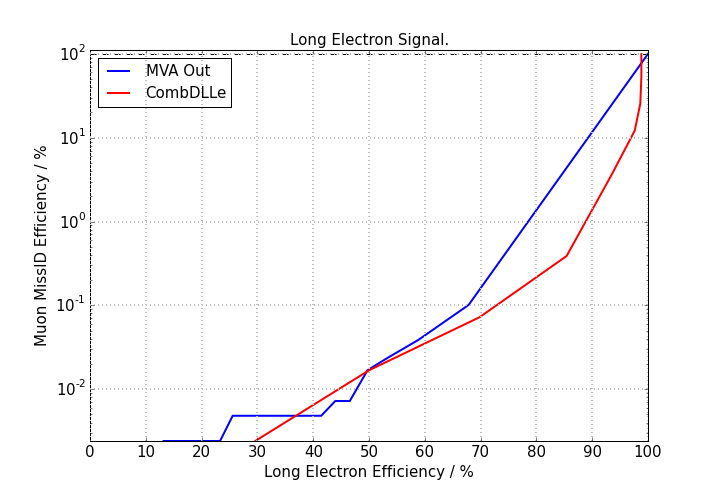 Long Electron Signal.
MVA Out
CombDLLe
Muon MissID Efficiency / %
10²
10¹
10⁰
10⁻¹
10⁻²
0 10 20 30 40 50 60 70 80 90 100
Long Electron Efficiency / %